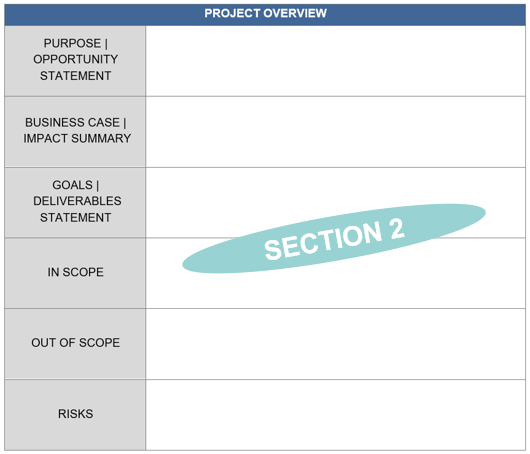 PROJECT OVERVIEW
PURPOSE |
OPPORTUNITY
STATEMENT
BUSINESS CASE |
IMPACT SUMMARY
GOALS |
DELIVERABLES
STATEMENT
SECTION 2
IN SCOPE
OUT OF SCOPE
RISKS